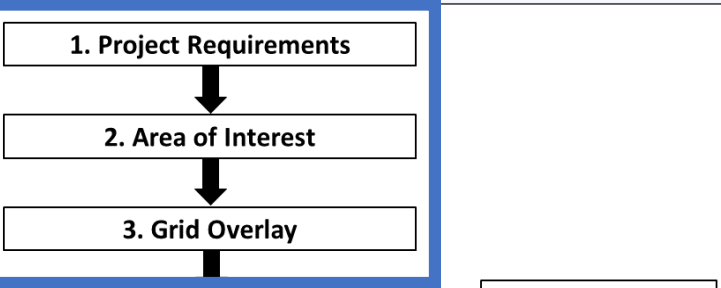 1. Project Requirements
2. Area of Interest
3. Grid Overlay